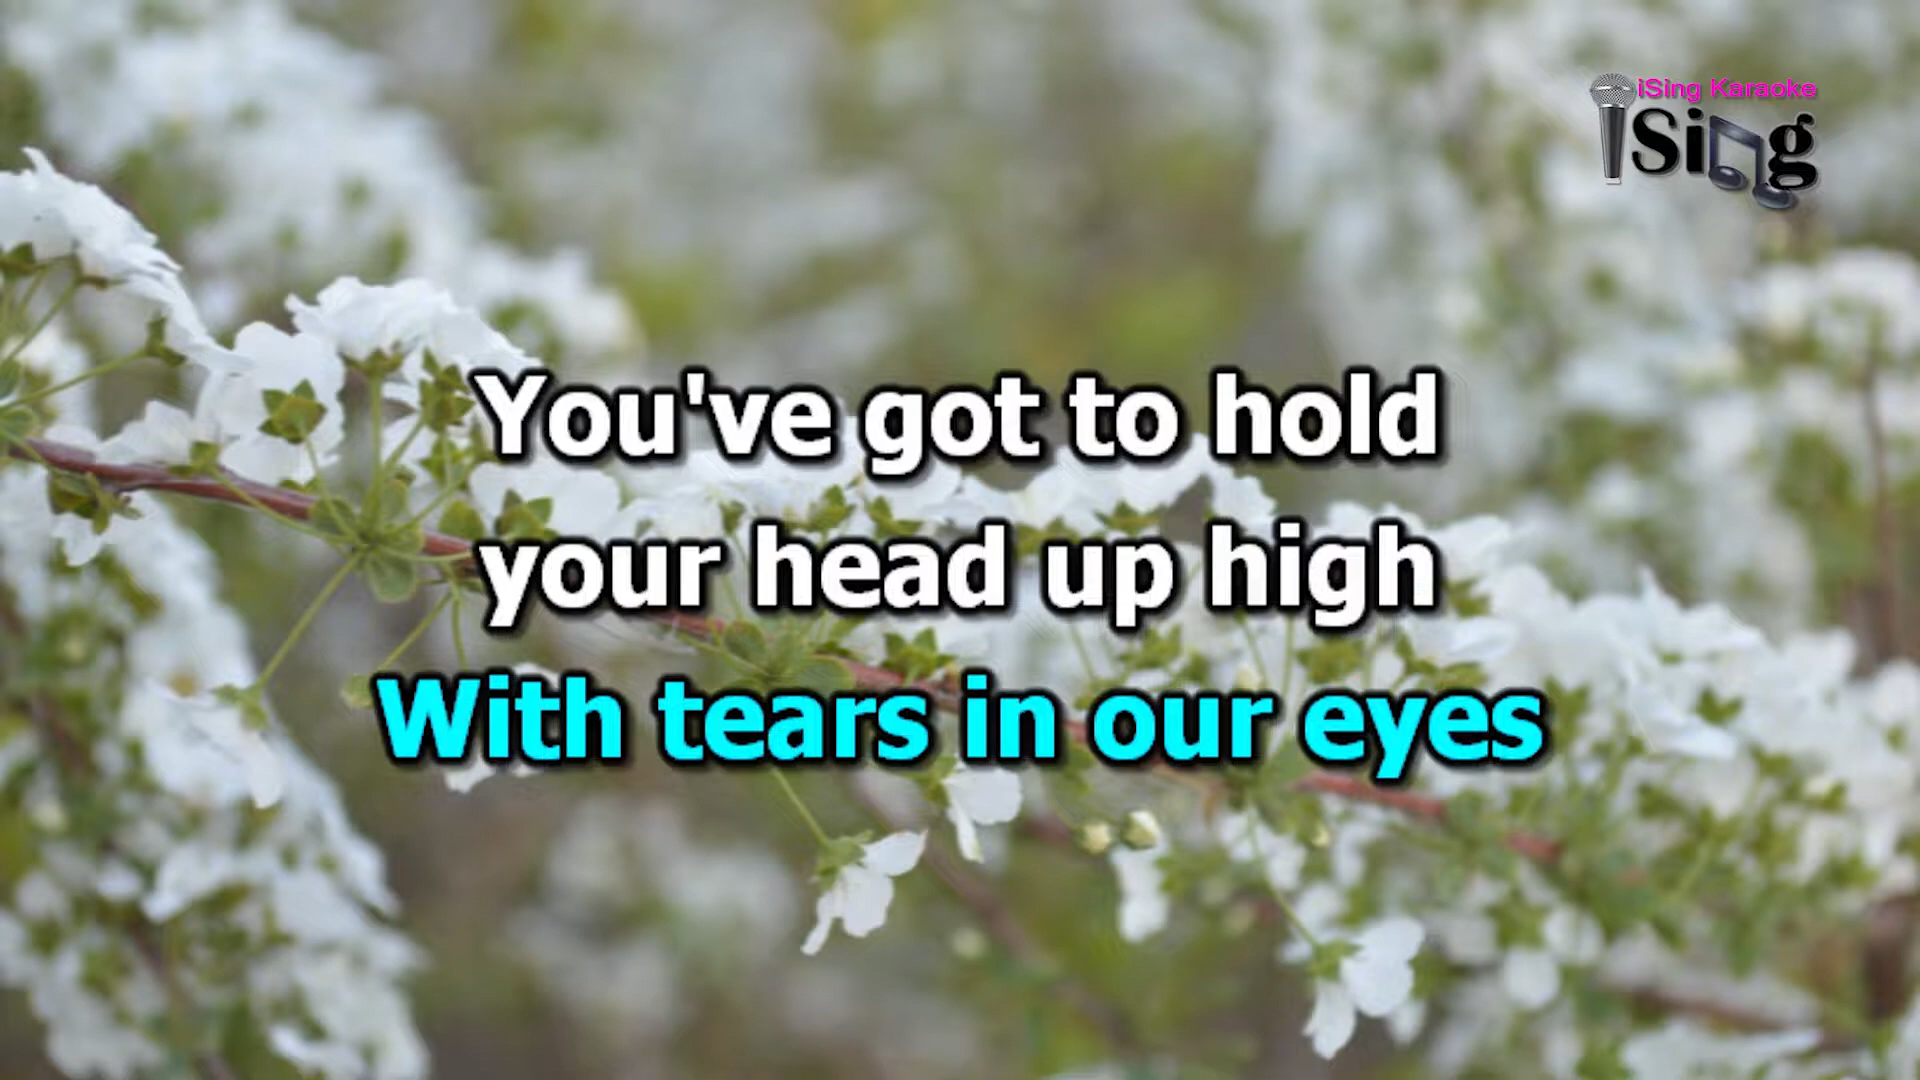 iSing Karaoke
iSing
You've got to hold
your head up high
With tears in our eyes